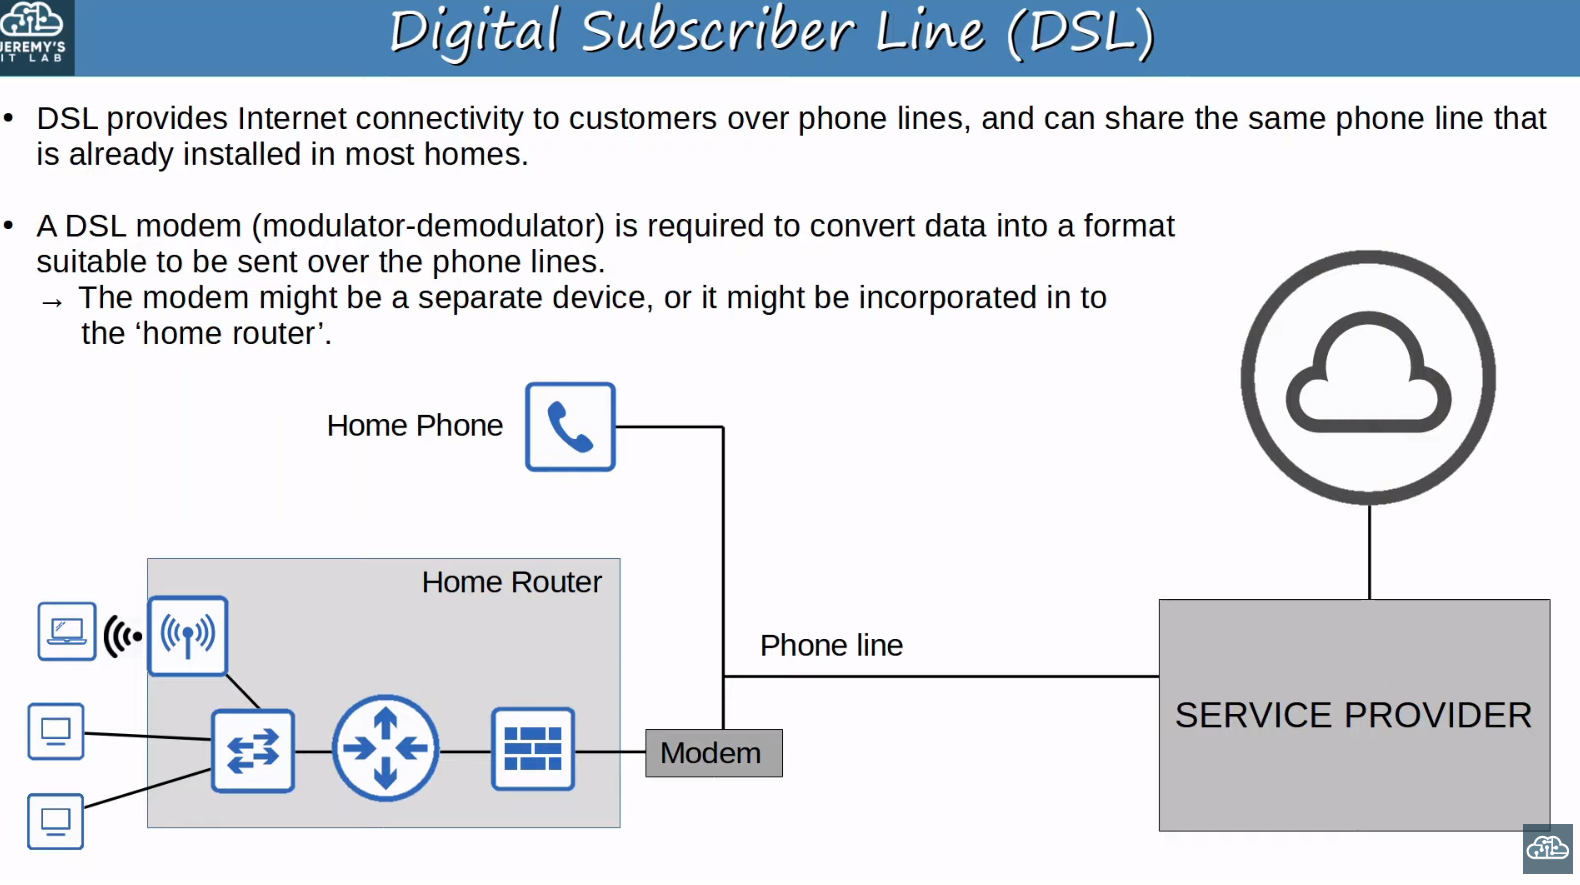 JEREMY'S
IT LAB
Digital Subscriber Line (DSL)
• DSL provides Internet connectivity to customers over phone lines, and can share the same phone line that
is already installed in most homes.
• A DSL modem (modulator-demodulator) is required to convert data into a format
suitable to be sent over the phone lines.
→ The modem might be a separate device, or it might be incorporated in to
the ‘home router’.
Home Phone
Home Router
Phone line
SERVICE PROVIDER
Modem